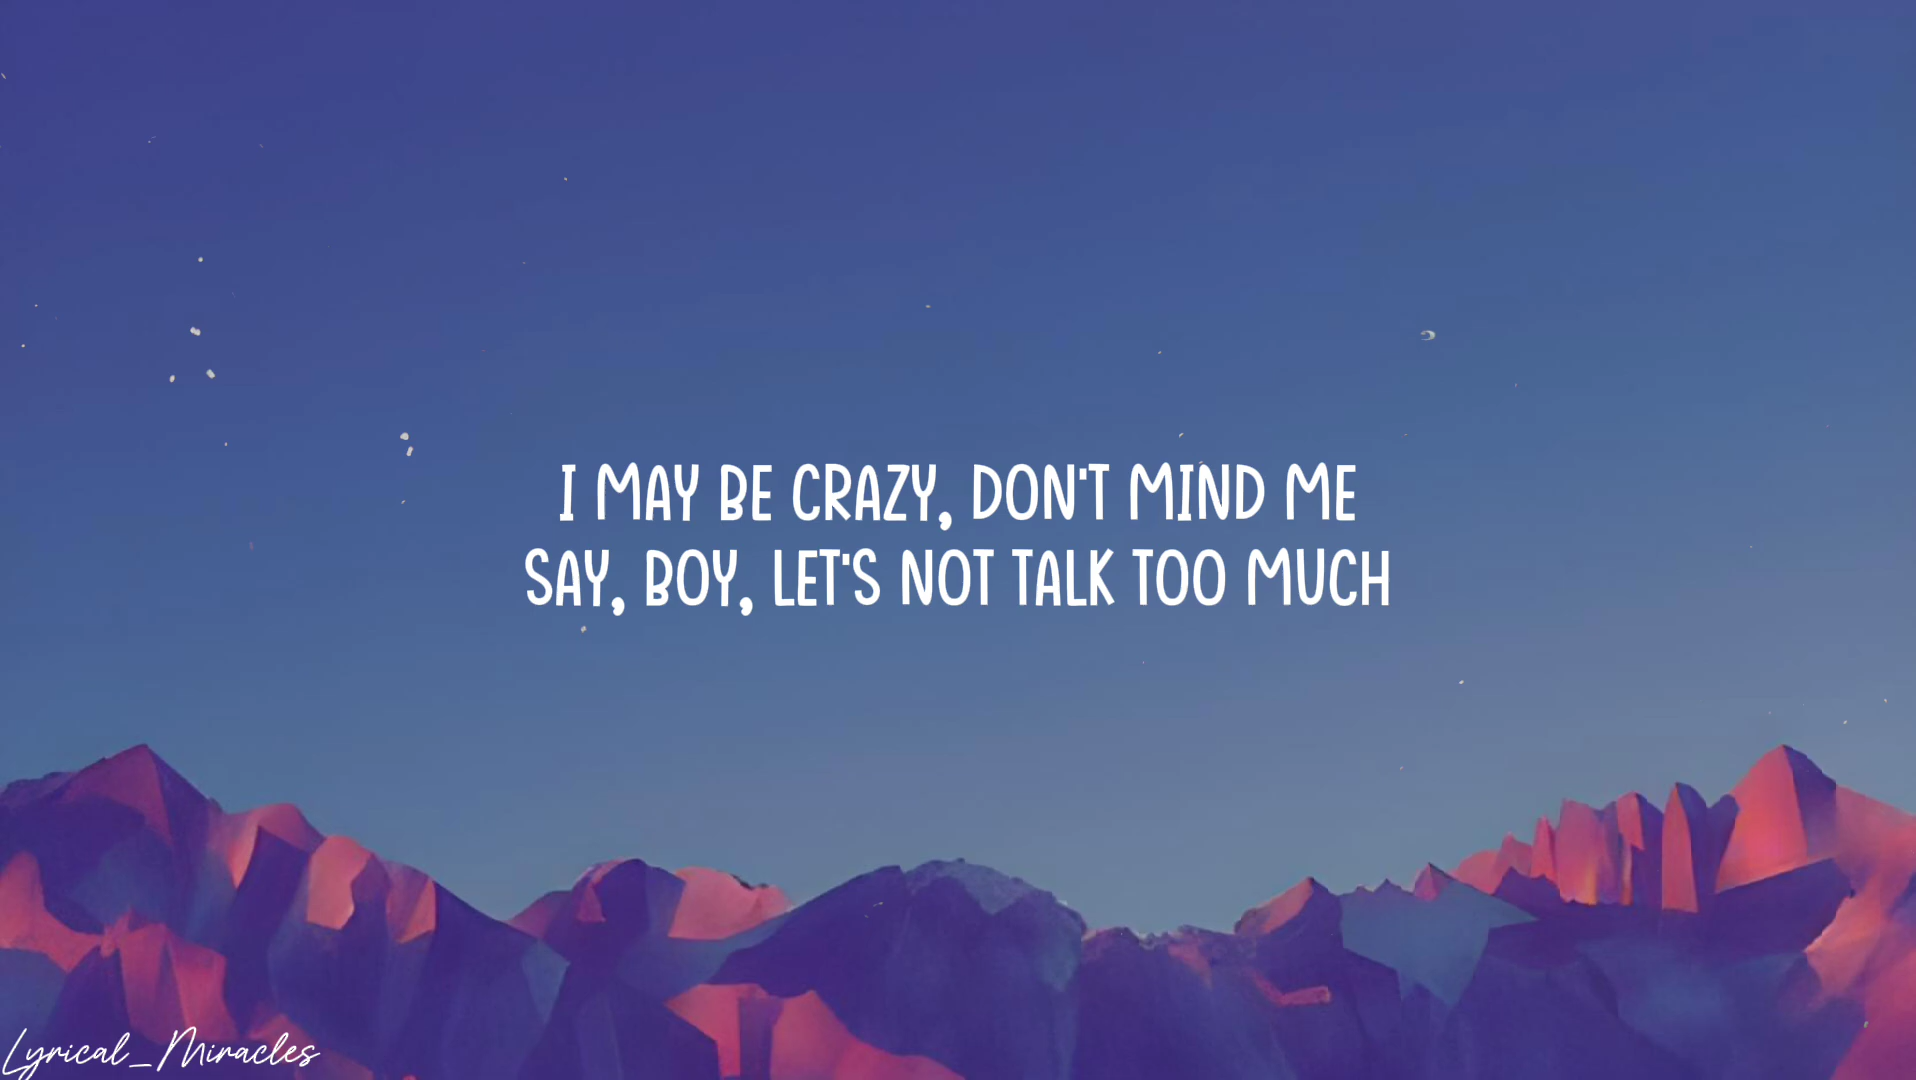 I MAY BE CRAZY, DON'T MIND ME
SAY, BOY, LET'S NOT TALK TOO MUCH
Lyrical_Miracles